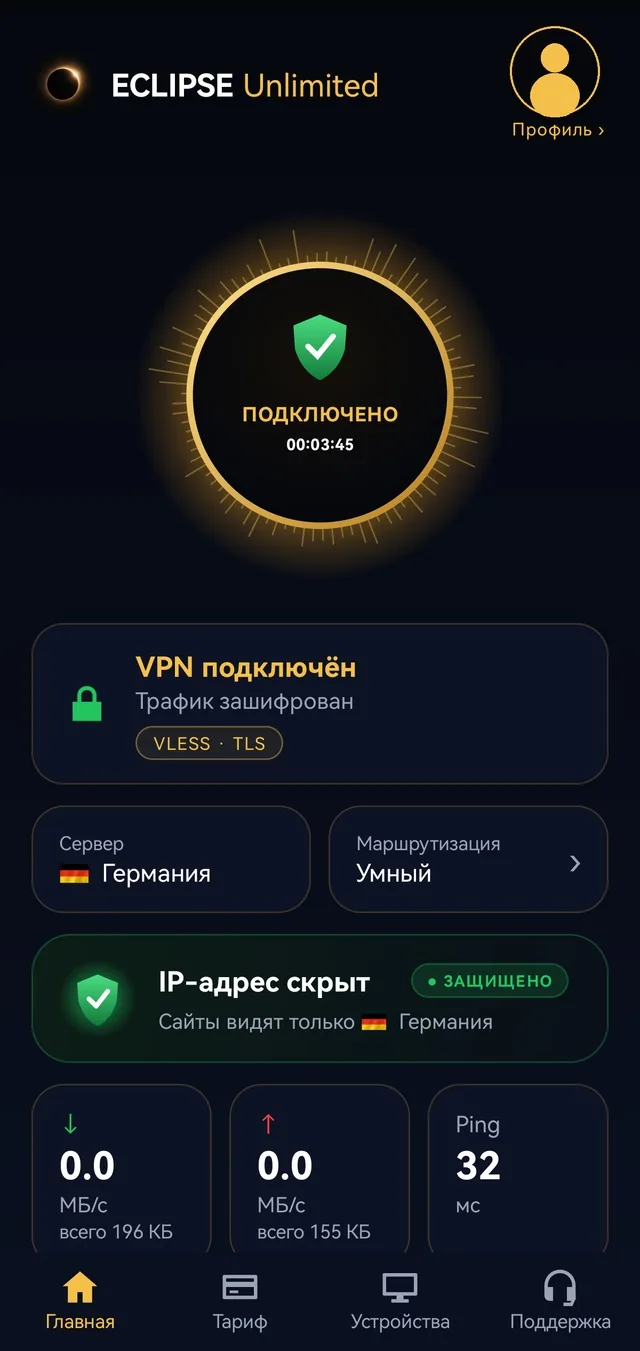 ECLIPSE Unlimited
Профиль ›
ПОДКЛЮЧЕНО
00:03:45
VPN подключён
Трафик зашифрован
VLESS · TLS
Сервер
Германия
Маршрутизация
Умный
IP-адрес скрыт
• ЗАЩИЩЕНО
Сайты видят только Германия
↓
0.0
МБ/с
всего 196 КБ
↑
0.0
МБ/с
всего 155 КБ
Ping
32
мс
Главная
Тариф
Устройства
Поддержка